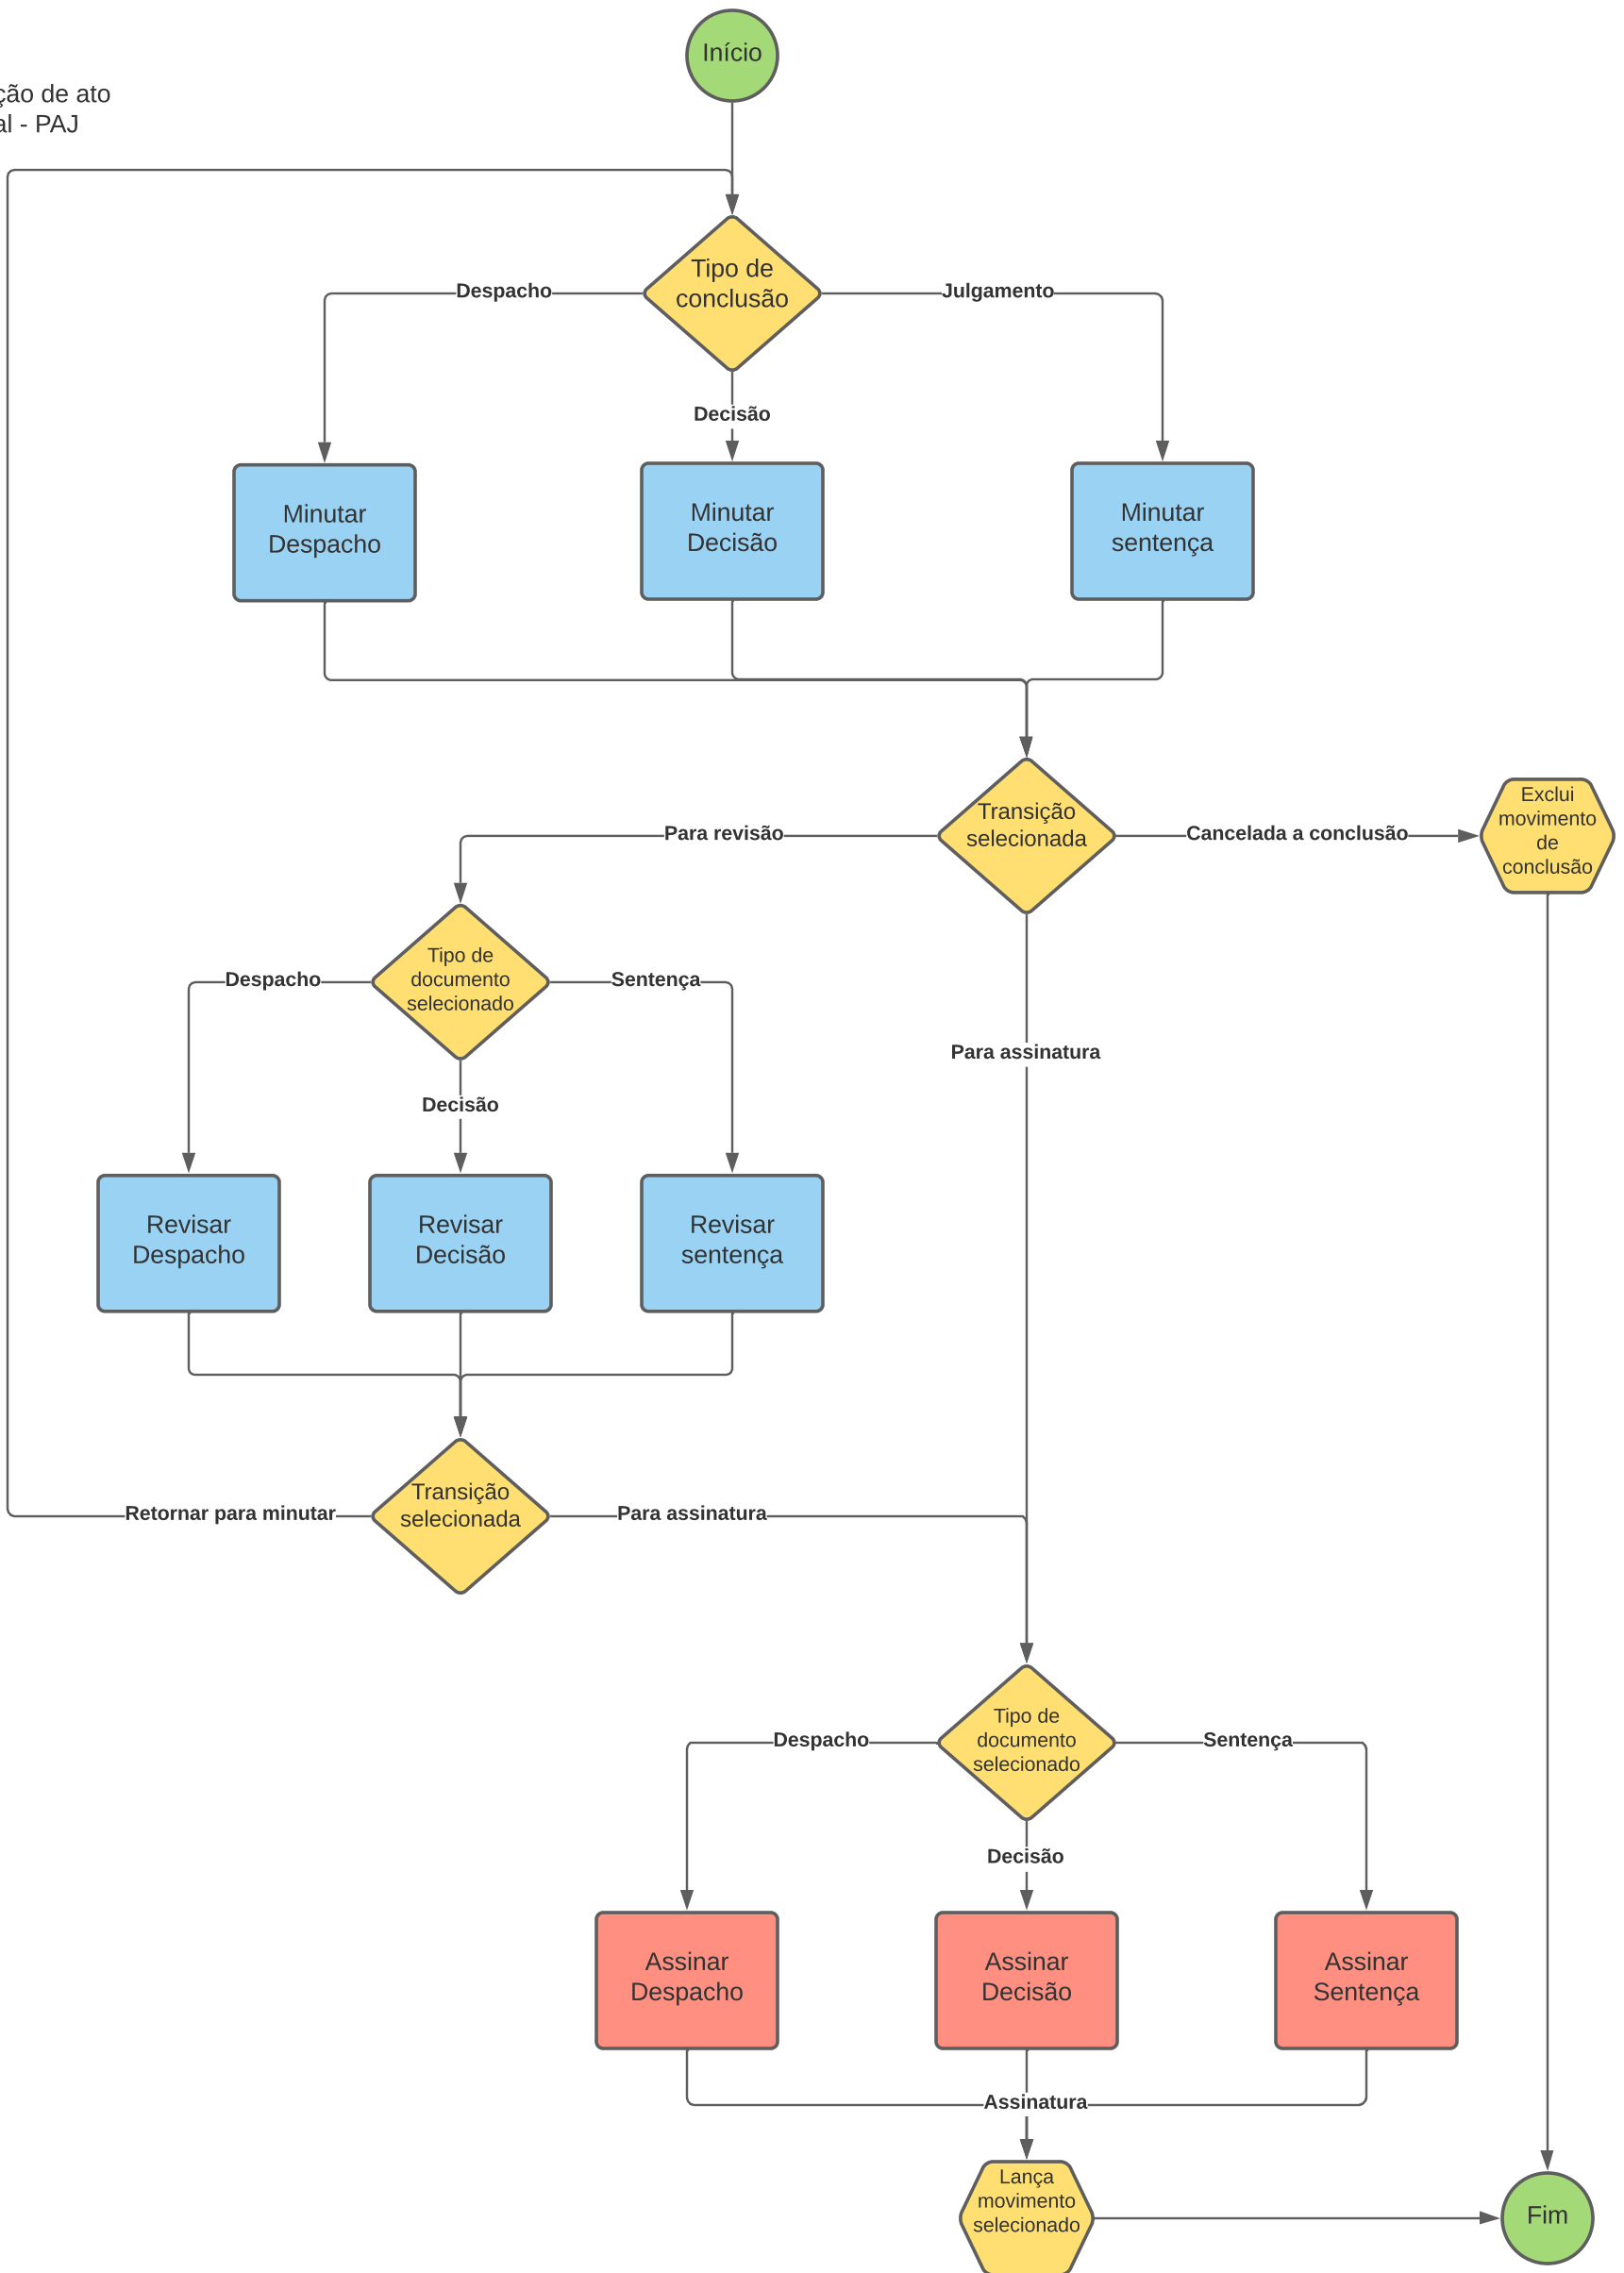 Início
ção de ato
al - PAJ
Tipo de
conclusão
Despacho
Julgamento
Decisão
Minutar
Despacho
Minutar
Decisão
Minutar
sentença
Transição
selecionada
Para revisão
Cancelada a conclusão
Exclui
movimento
de
conclusão
Tipo de
documento
selecionado
Despacho
Sentença
Decisão
Para assinatura
Revisar
Despacho
Revisar
Decisão
Revisar
sentença
Transição
selecionada
Retornar para minutar
Para assinatura
Tipo de
documento
selecionado
Despacho
Sentença
Decisão
Assinar
Despacho
Assinar
Decisão
Assinar
Sentença
Assinatura
Lança
movimento
selecionado
Fim